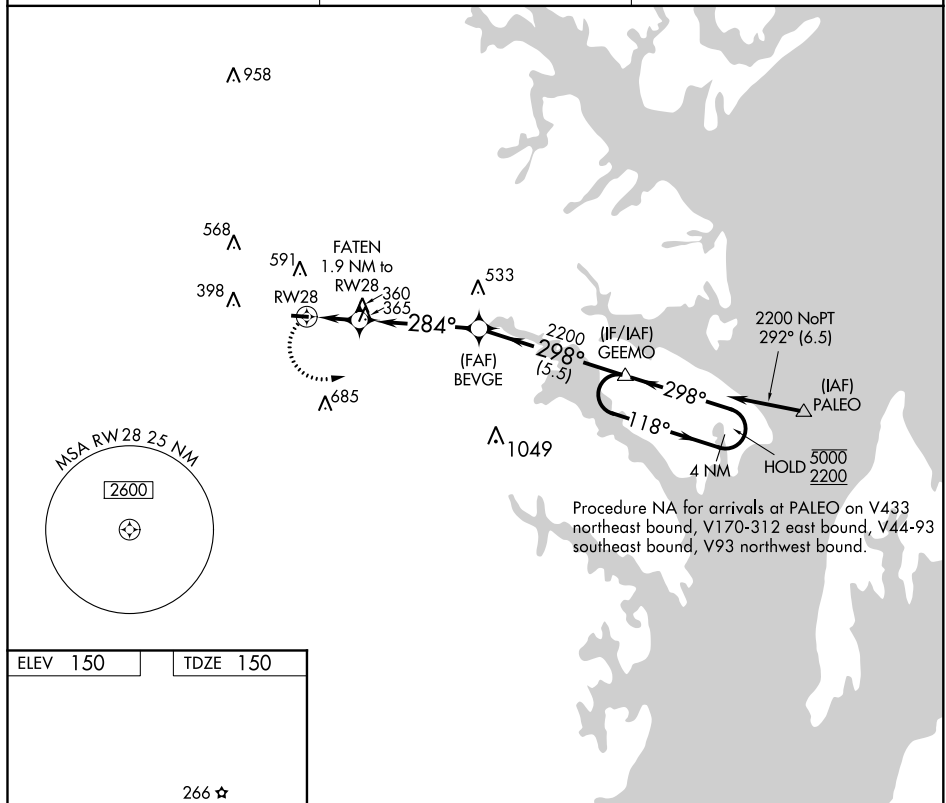 958
568
591
398
RW28
FATEN
1.9 NM to
RW28
360
365
284°
533
(FAF)
BEVGE
2200
298°
(5.5)
(IF/IAF)
GEEMO
298°
118°
4 NM
HOLD
5000
2200
2200 NoPT
292° (6.5)
(IAF)
PALEO
685
1049
Procedure NA for arrivals at PALEO on V433
northeast bound, V170-312 east bound, V44-93
southeast bound, V93 northwest bound.
MSA RW 28 25 NM
2600
ELEV 150
TDZE 150
266